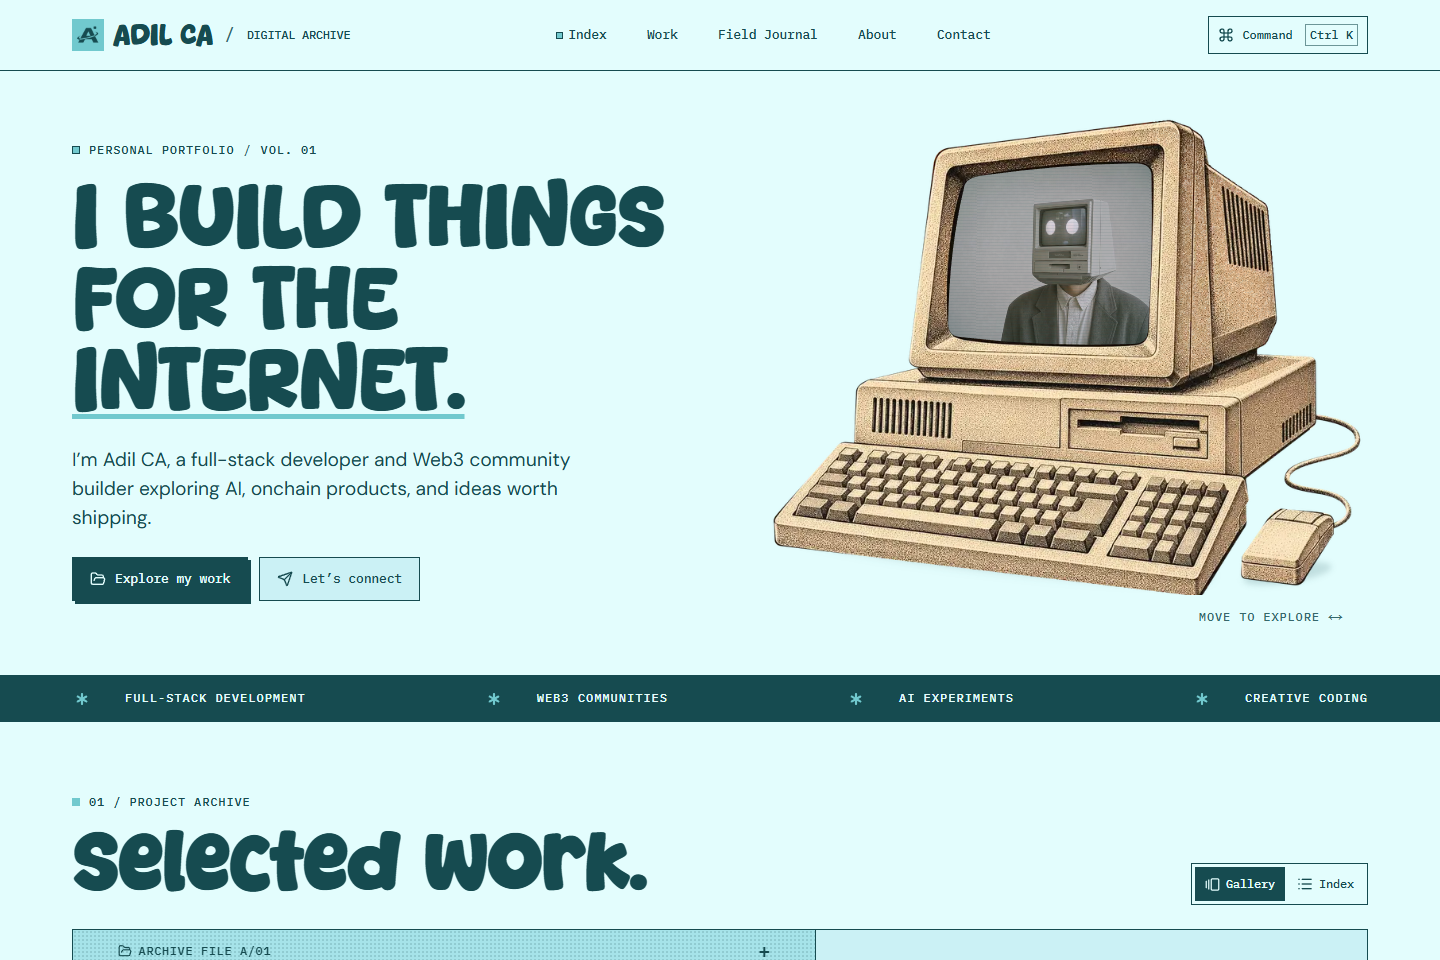 ADIL CA / DIGITAL ARCHIVE
Index Work Field Journal About Contact
Command Ctrl K
PERSONAL PORTFOLIO / VOL. 01
I BUILD THINGS
FOR THE
INTERNET.
I’m Adil CA, a full-stack developer and Web3 community
builder exploring AI, onchain products, and ideas worth
shipping.
Explore my work
Let’s connect
MOVE TO EXPLORE ↔
FULL-STACK DEVELOPMENT
WEB3 COMMUNITIES
AI EXPERIMENTS
CREATIVE CODING
01 / PROJECT ARCHIVE
selected work.
Gallery
Index
ARCHIVE FILE A/01 +